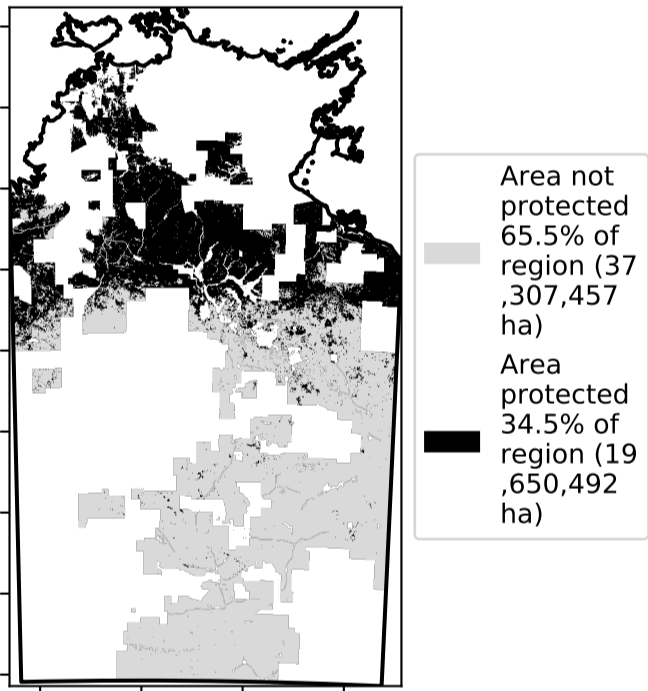 Area not
protected
65.5% of
region (37
,307,457
ha)
Area
protected
34.5% of
region (19
,650,492
ha)